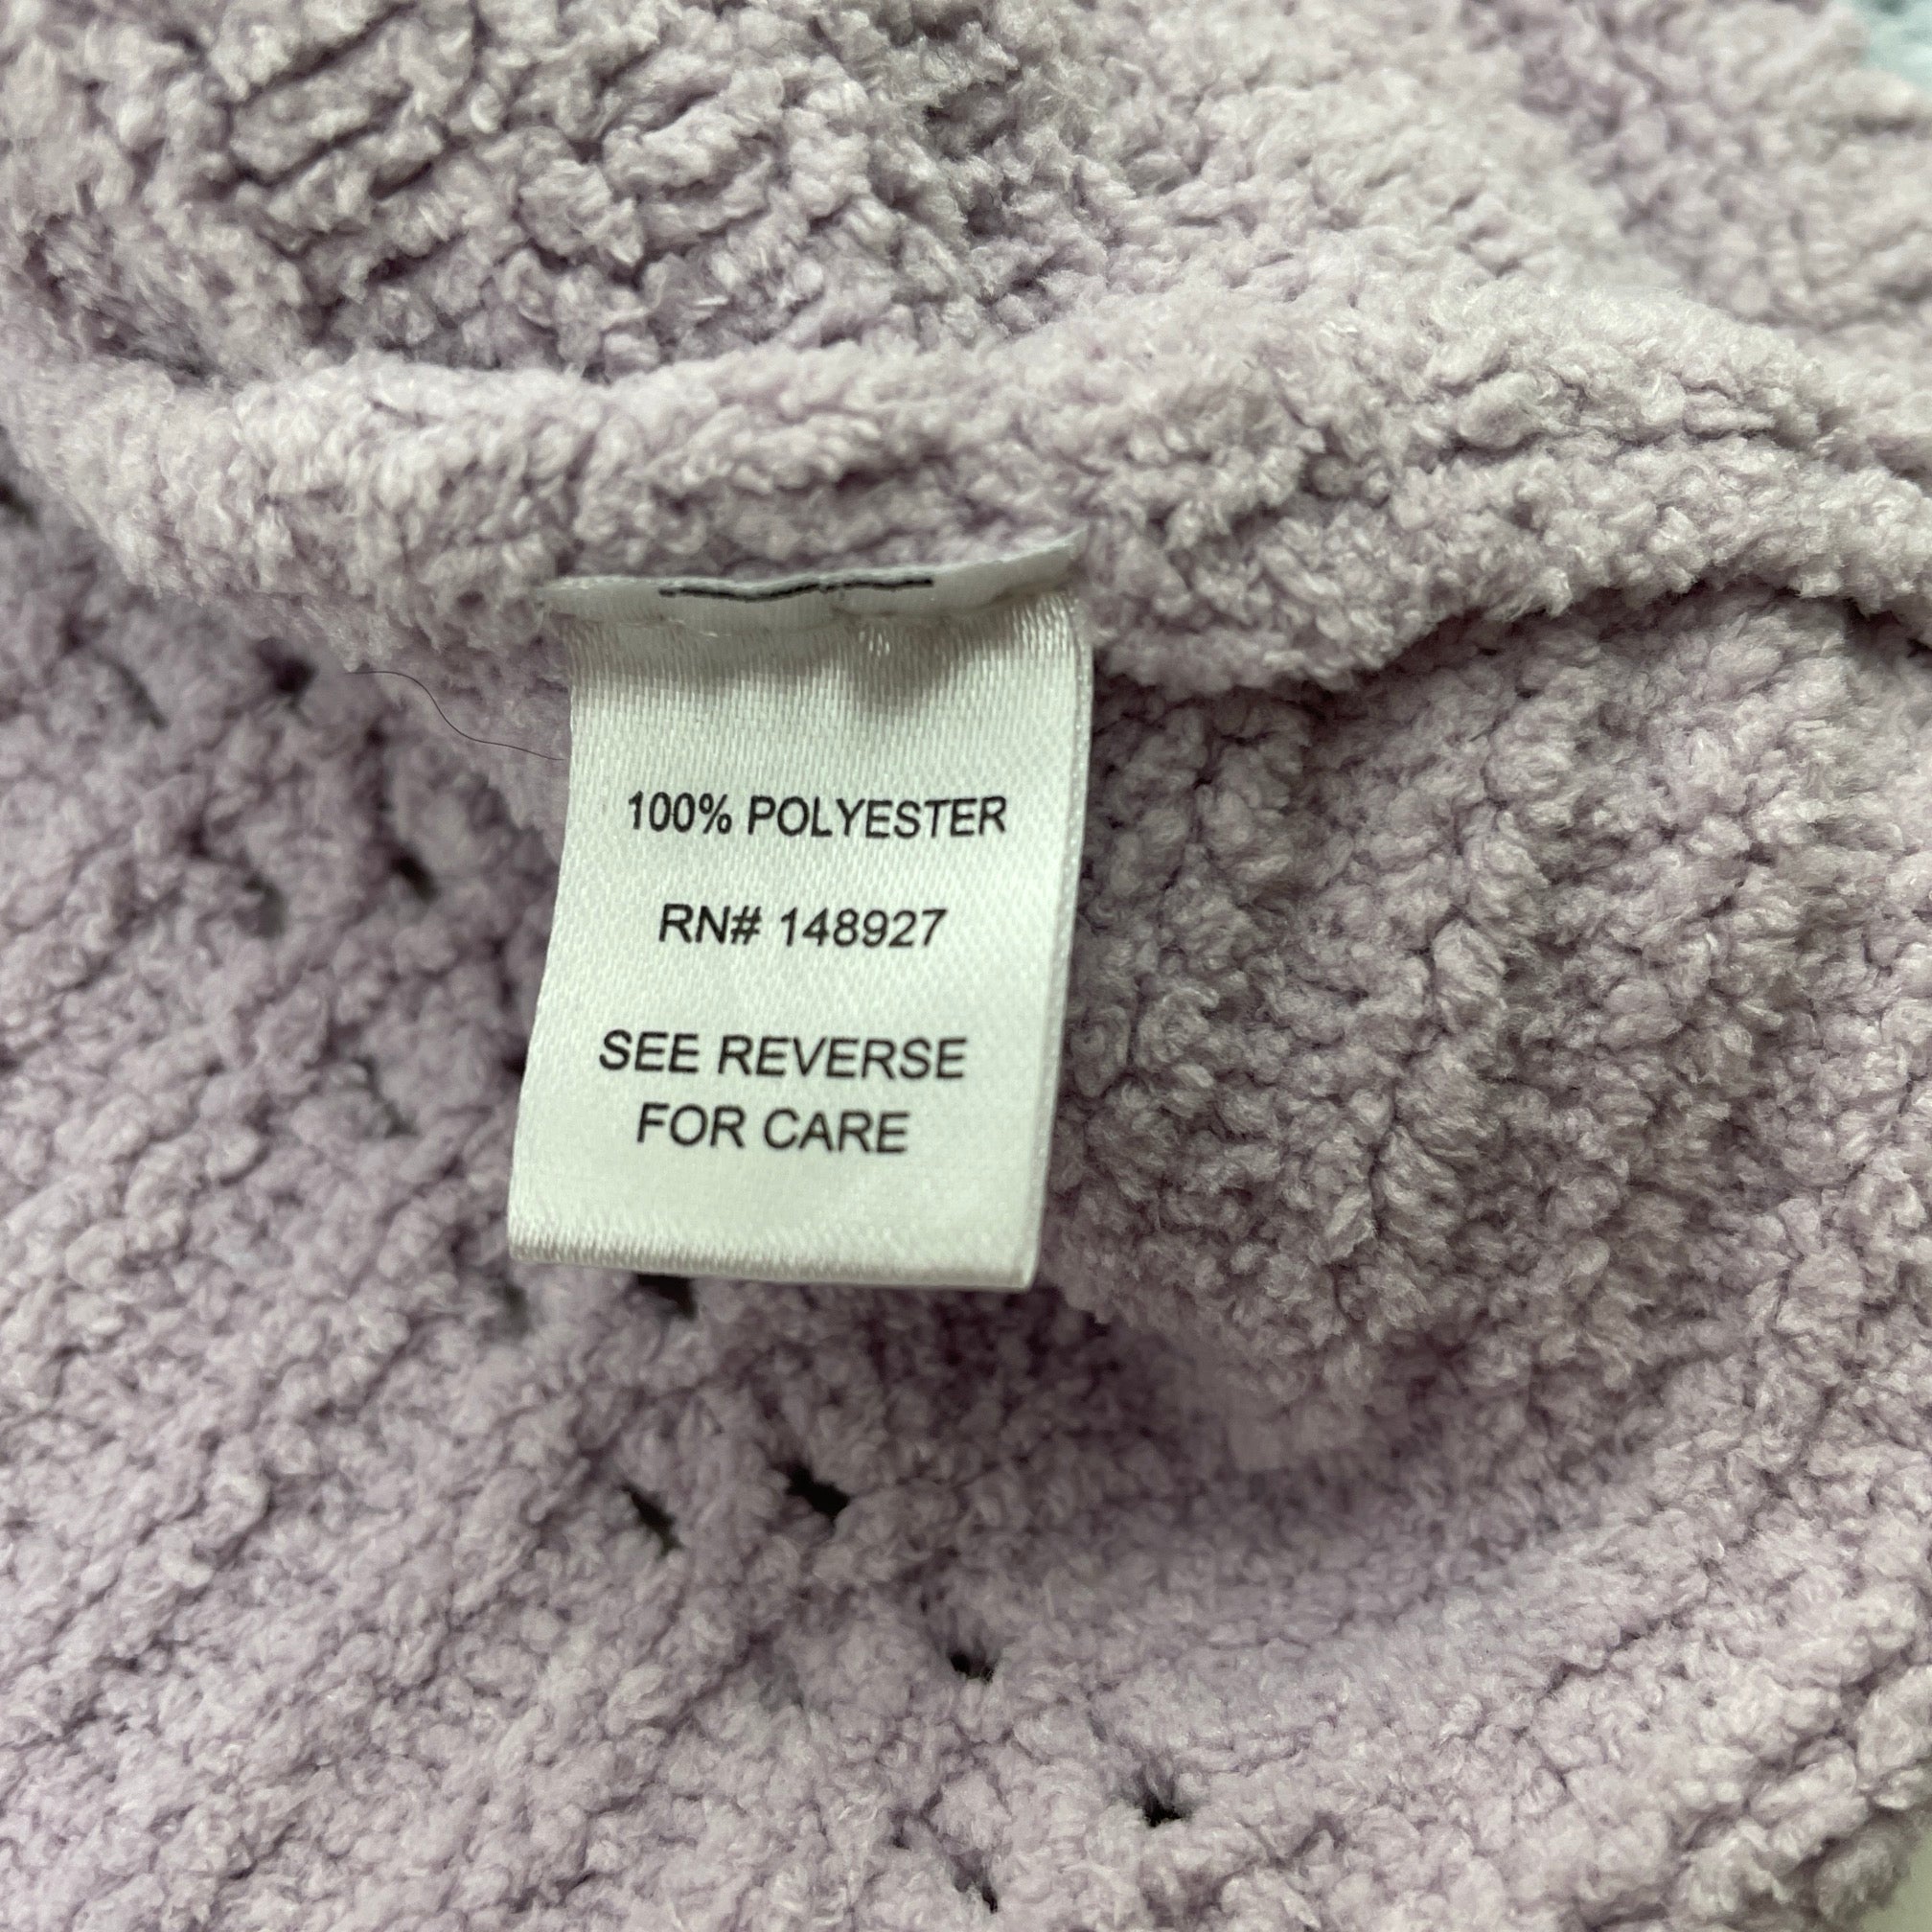 100% POLYESTER
RN# 148927
SEE REVERSE
FOR CARE